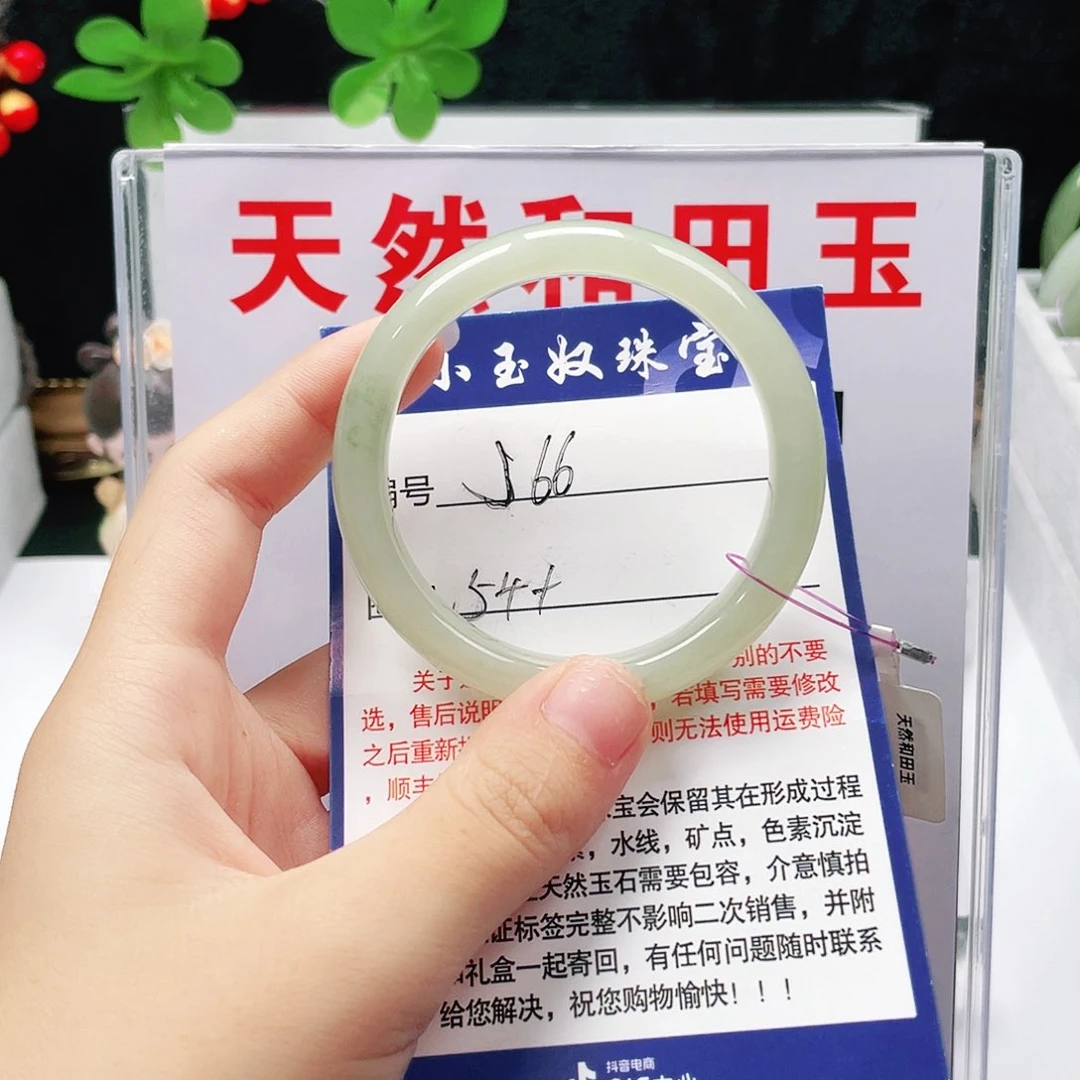 天然和田玉
小玉奴珠宝
编号 J66
54+
关于 别的不要
选，售后说明 ，若填写需要修改
之后重新 则无法使用运费险
，顺丰
宝会保留其在形成过程
，水线，矿点，色素沉淀
天然玉石需要包容，介意慎拍
证标签完整不影响二次销售，并附
礼盒一起寄回，有任何问题随时联系
给您解决，祝您购物愉快！！！
抖音电商
天然和田玉